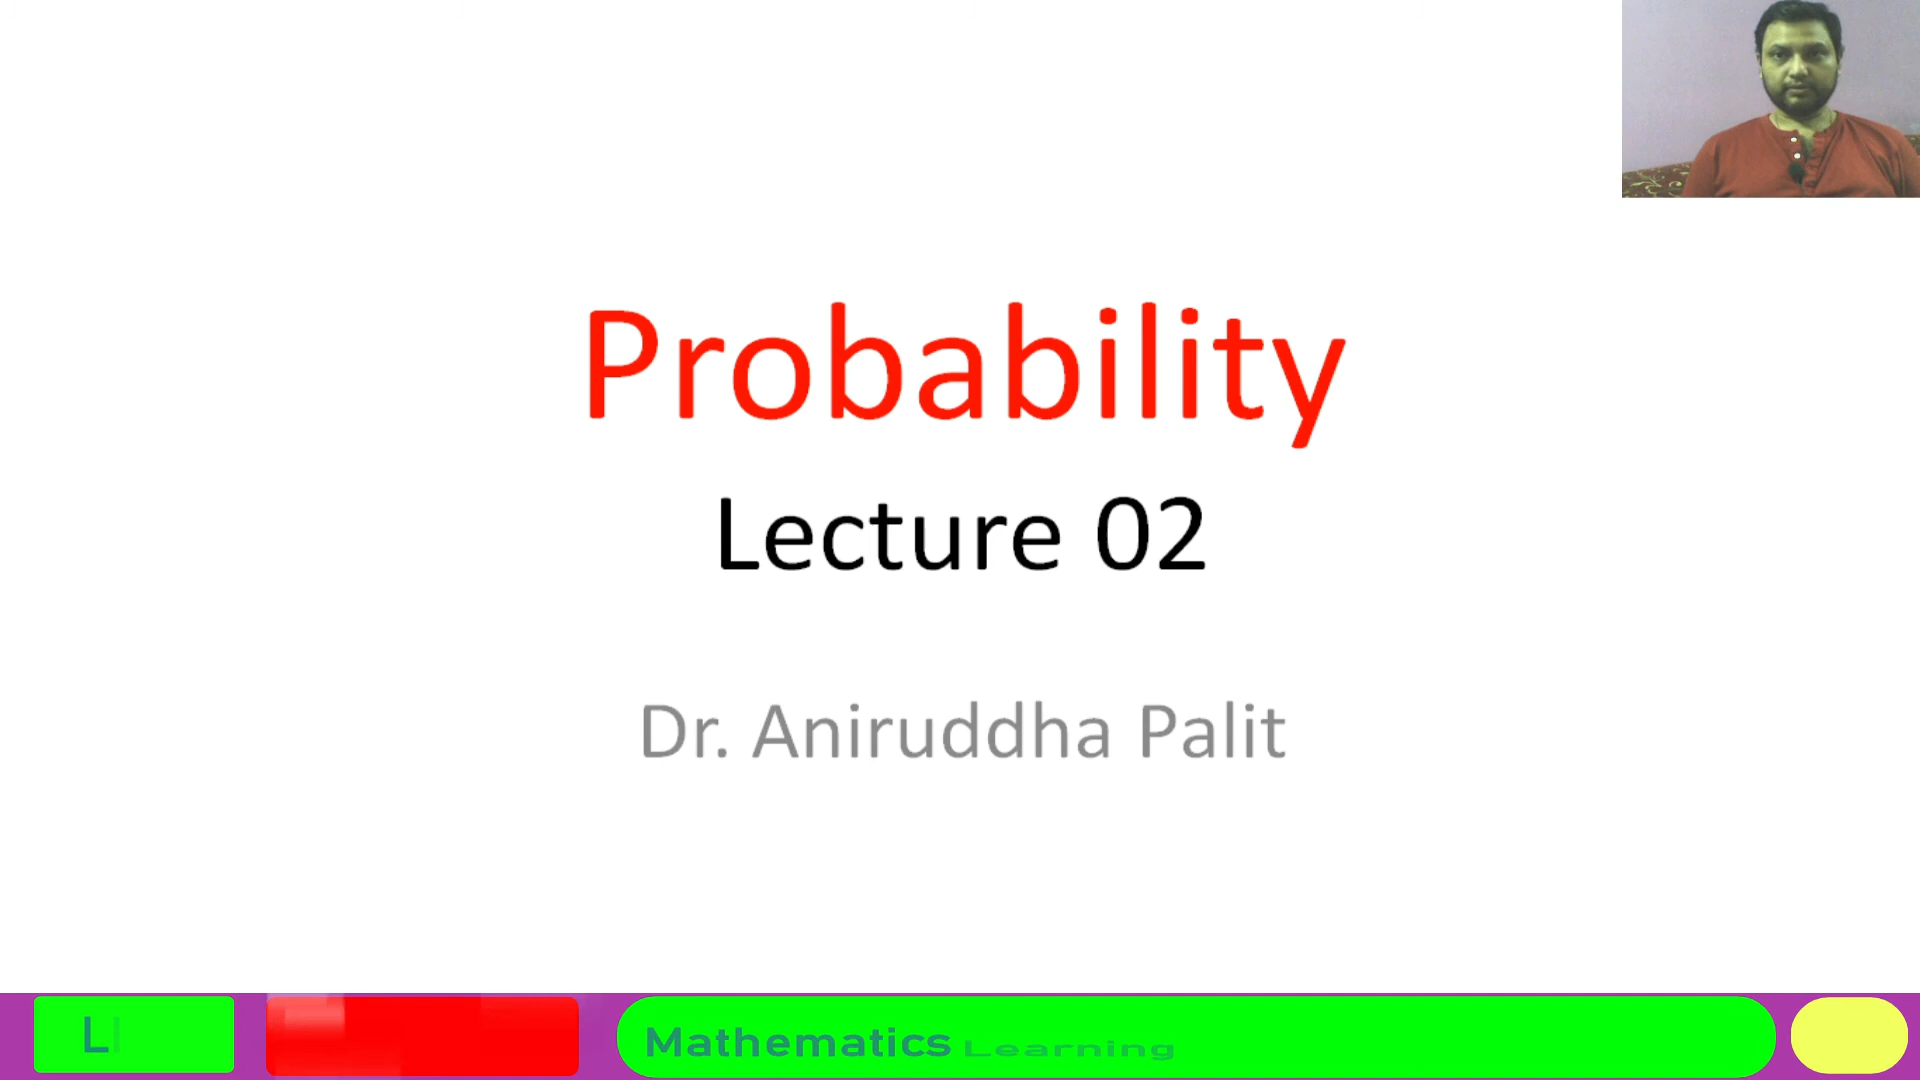 Probability
Lecture 02
Dr. Aniruddha Palit
L
Mathematics Learning